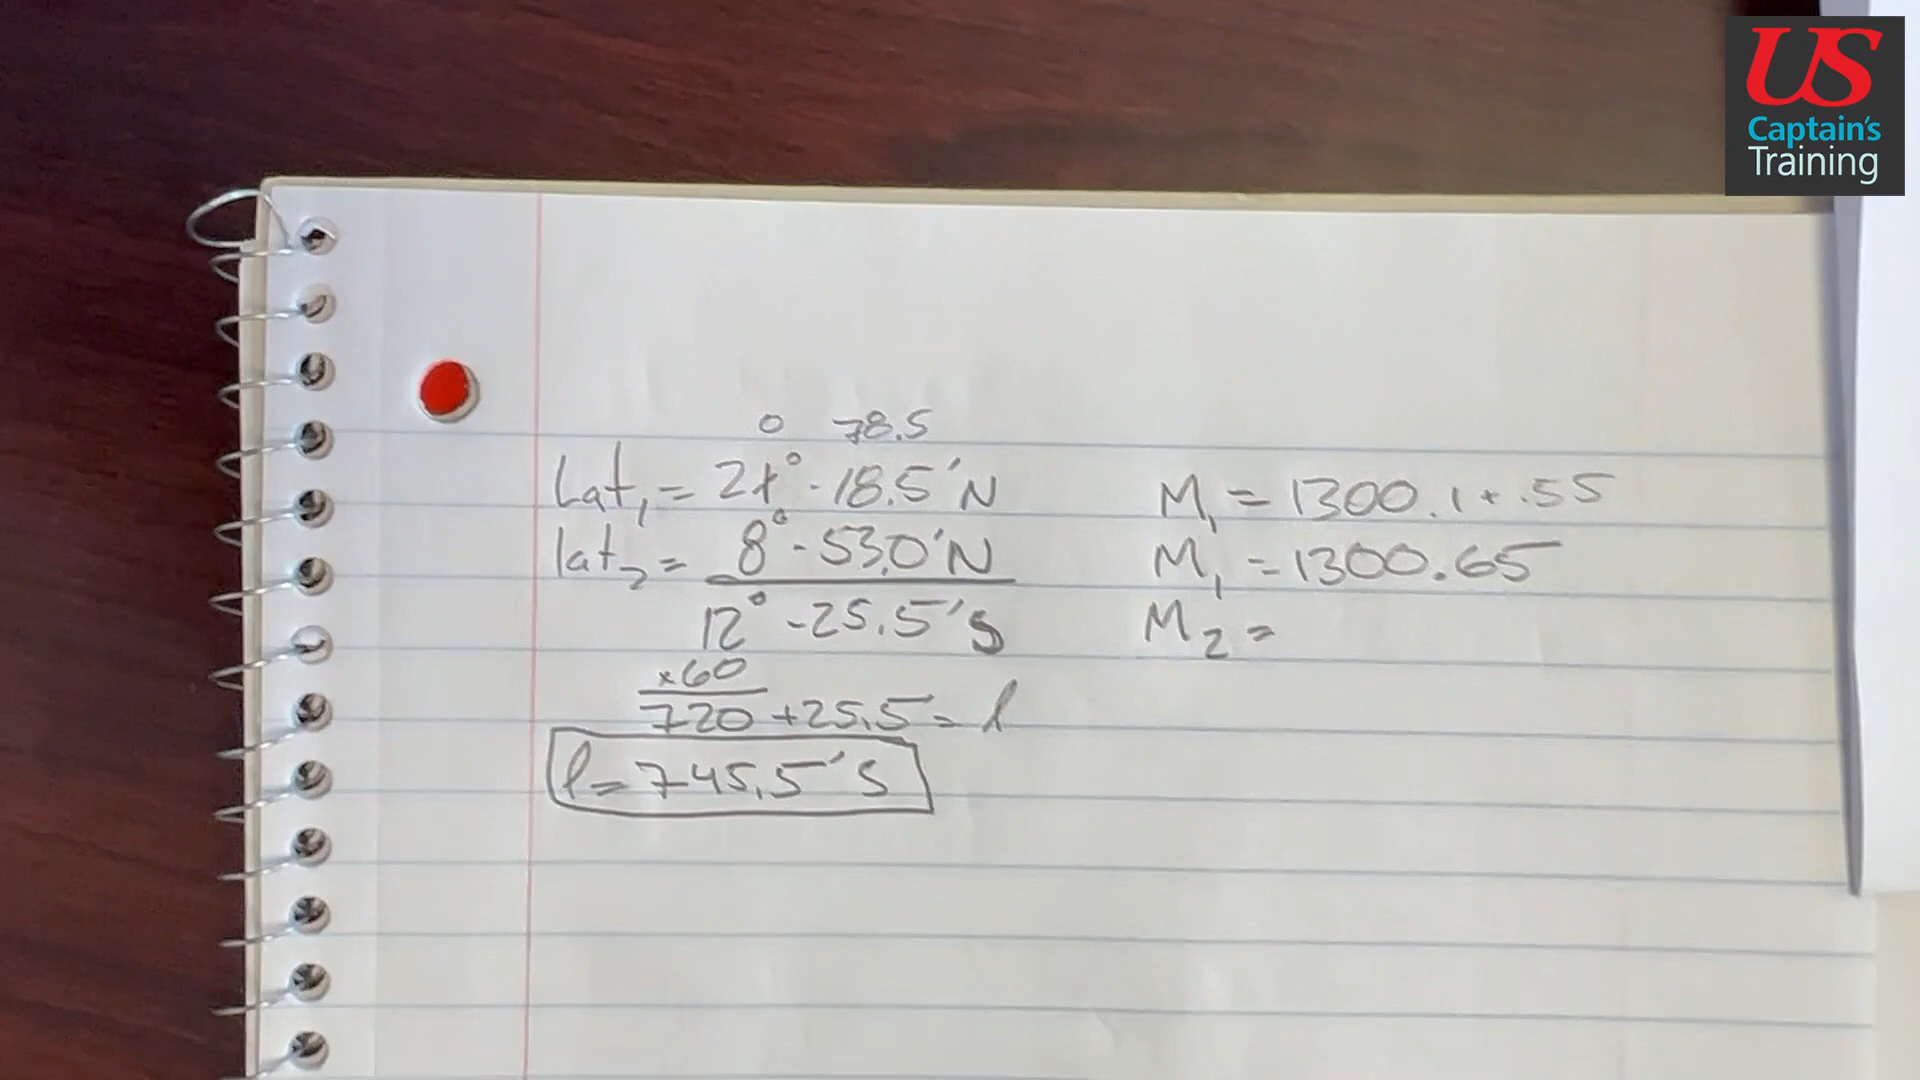 US
Captain's
Training
0 78.5
Lat₁ = 21° - 18.5' N
lat₂ = 8° - 53.0' N
12° - 25.5' S
x60
720 + 25.5 = l
l = 745.5' S
M₁ = 1300.1 + .55
M₁ = 1300.65
M₂ =